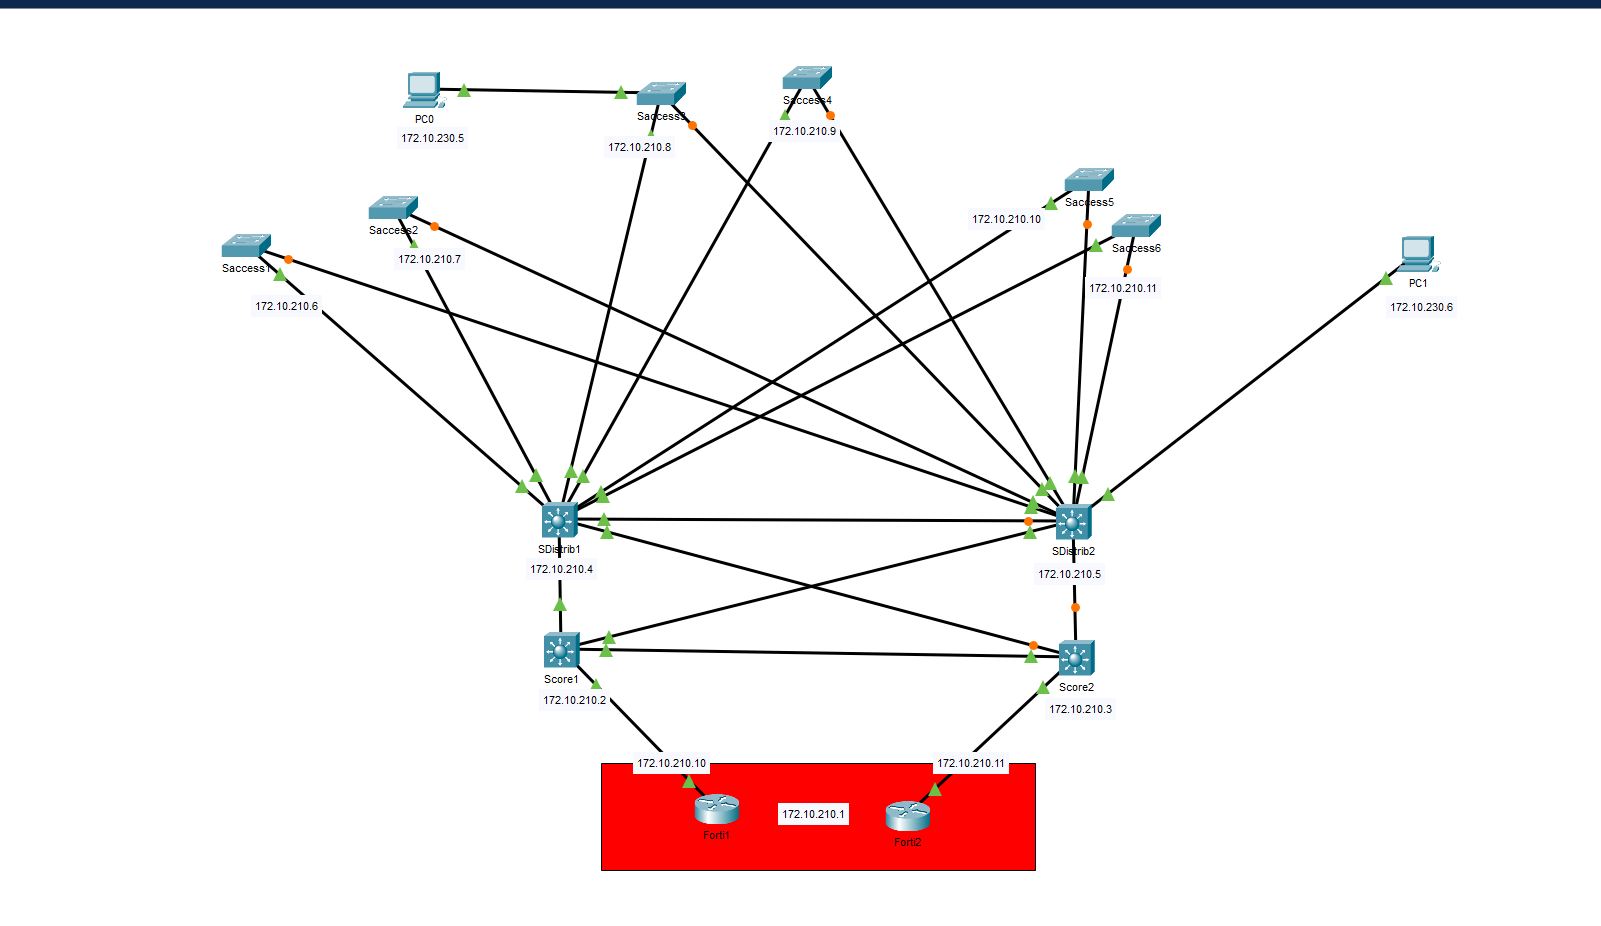 PC0
172.10.230.5
Saccess3
172.10.210.8
Saccess4
172.10.210.9
Saccess5
172.10.210.10
Saccess2
172.10.210.7
Saccess6
172.10.210.11
Saccess1
172.10.210.6
PC1
172.10.230.6
SDistrib1
172.10.210.4
SDistrib2
172.10.210.5
Score1
172.10.210.2
Score2
172.10.210.3
172.10.210.10
172.10.210.11
172.10.210.1
Forti1
Forti2